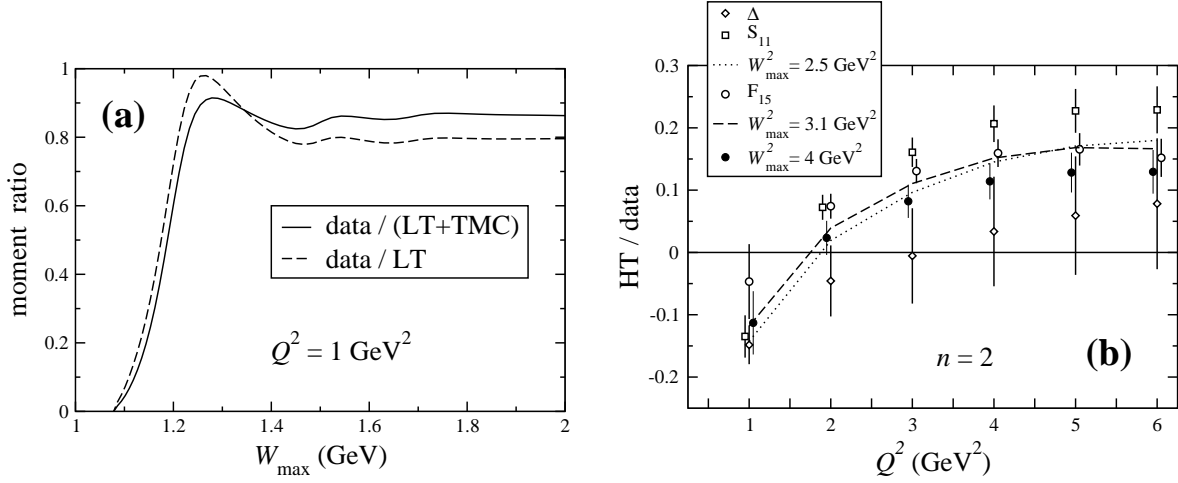 (a)
moment ratio
1
0.8
0.6
0.4
0.2
0
data / (LT+TMC)
data / LT
Q² = 1 GeV²
1 1.2 1.4 1.6 1.8 2
W_max (GeV)
Δ
S₁₁
W²_max = 2.5 GeV²
F₁₅
W²_max = 3.1 GeV²
W²_max = 4 GeV²
HT / data
0.3
0.2
0.1
0
-0.1
-0.2
n = 2
(b)
1 2 3 4 5 6
Q² (GeV²)